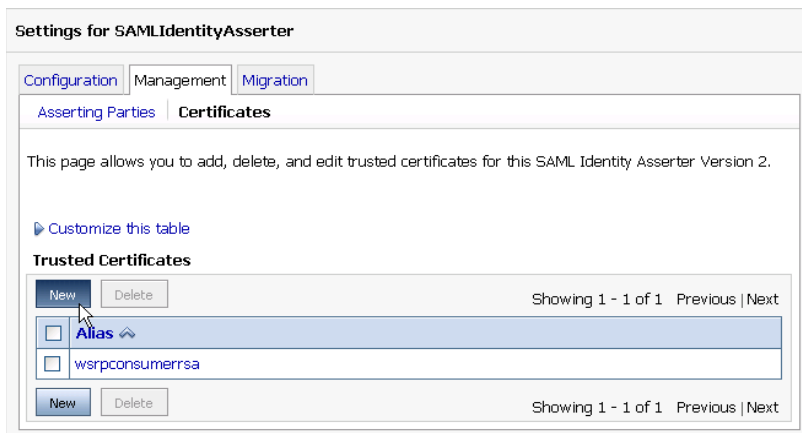 Settings for SAMLIdentityAsserter
Configuration Management Migration
Asserting Parties Certificates
This page allows you to add, delete, and edit trusted certificates for this SAML Identity Asserter Version 2.
Customize this table
Trusted Certificates
New Delete Showing 1 - 1 of 1 Previous | Next
Alias
wsrpconsumerrsa
New Delete Showing 1 - 1 of 1 Previous | Next